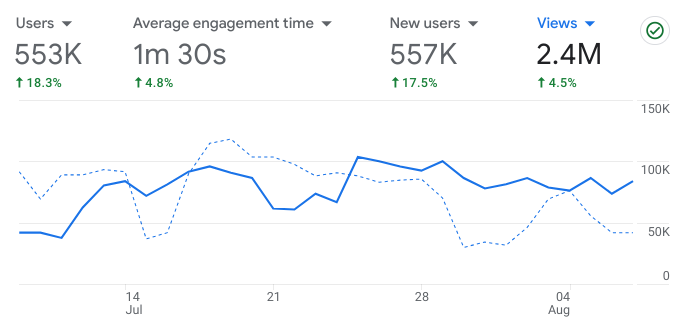 Users Average engagement time New users Views
553K 1m 30s 557K 2.4M
18.3% 4.8% 17.5% 4.5%
150K
100K
50K
0
14 21 28 04
Jul Aug